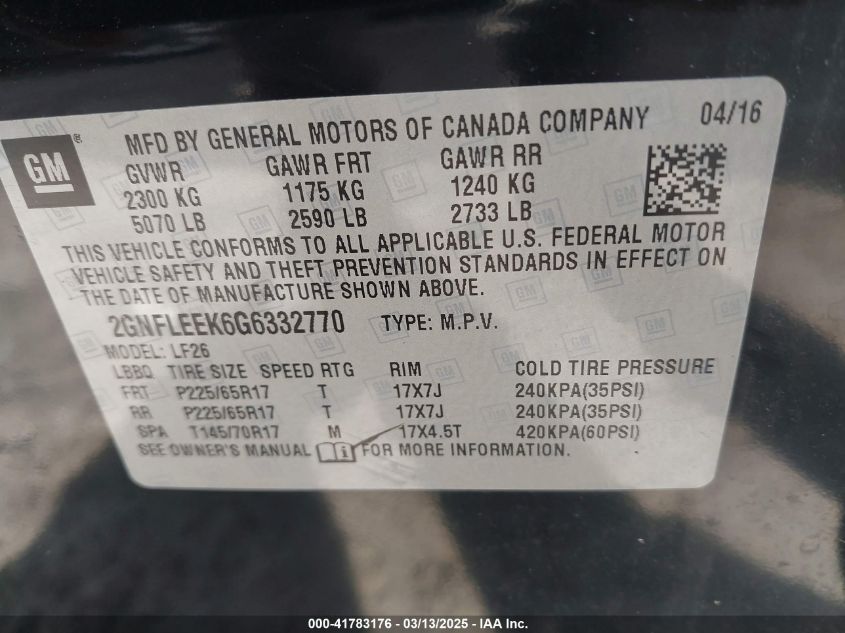 GM ® MFD BY GENERAL MOTORS OF CANADA COMPANY 04/16
GVWR GAWR FRT GAWR RR
2300 KG 1175 KG 1240 KG
5070 LB 2590 LB 2733 LB
THIS VEHICLE CONFORMS TO ALL APPLICABLE U.S. FEDERAL MOTOR
VEHICLE SAFETY AND THEFT PREVENTION STANDARDS IN EFFECT ON
THE DATE OF MANUFACTURE SHOWN ABOVE.
2GNFLEEK6G6332770 TYPE: M.P.V.
MODEL: LF26
LBBQ TIRE SIZE SPEED RTG RIM COLD TIRE PRESSURE
FRT P225/65R17 T 17X7J 240KPA(35PSI)
RR P225/65R17 T 17X7J 240KPA(35PSI)
SPA T145/70R17 M 17X4.5T 420KPA(60PSI)
SEE OWNER'S MANUAL i FOR MORE INFORMATION.
000-41783176 | 03/13/2025 | IAA Inc.